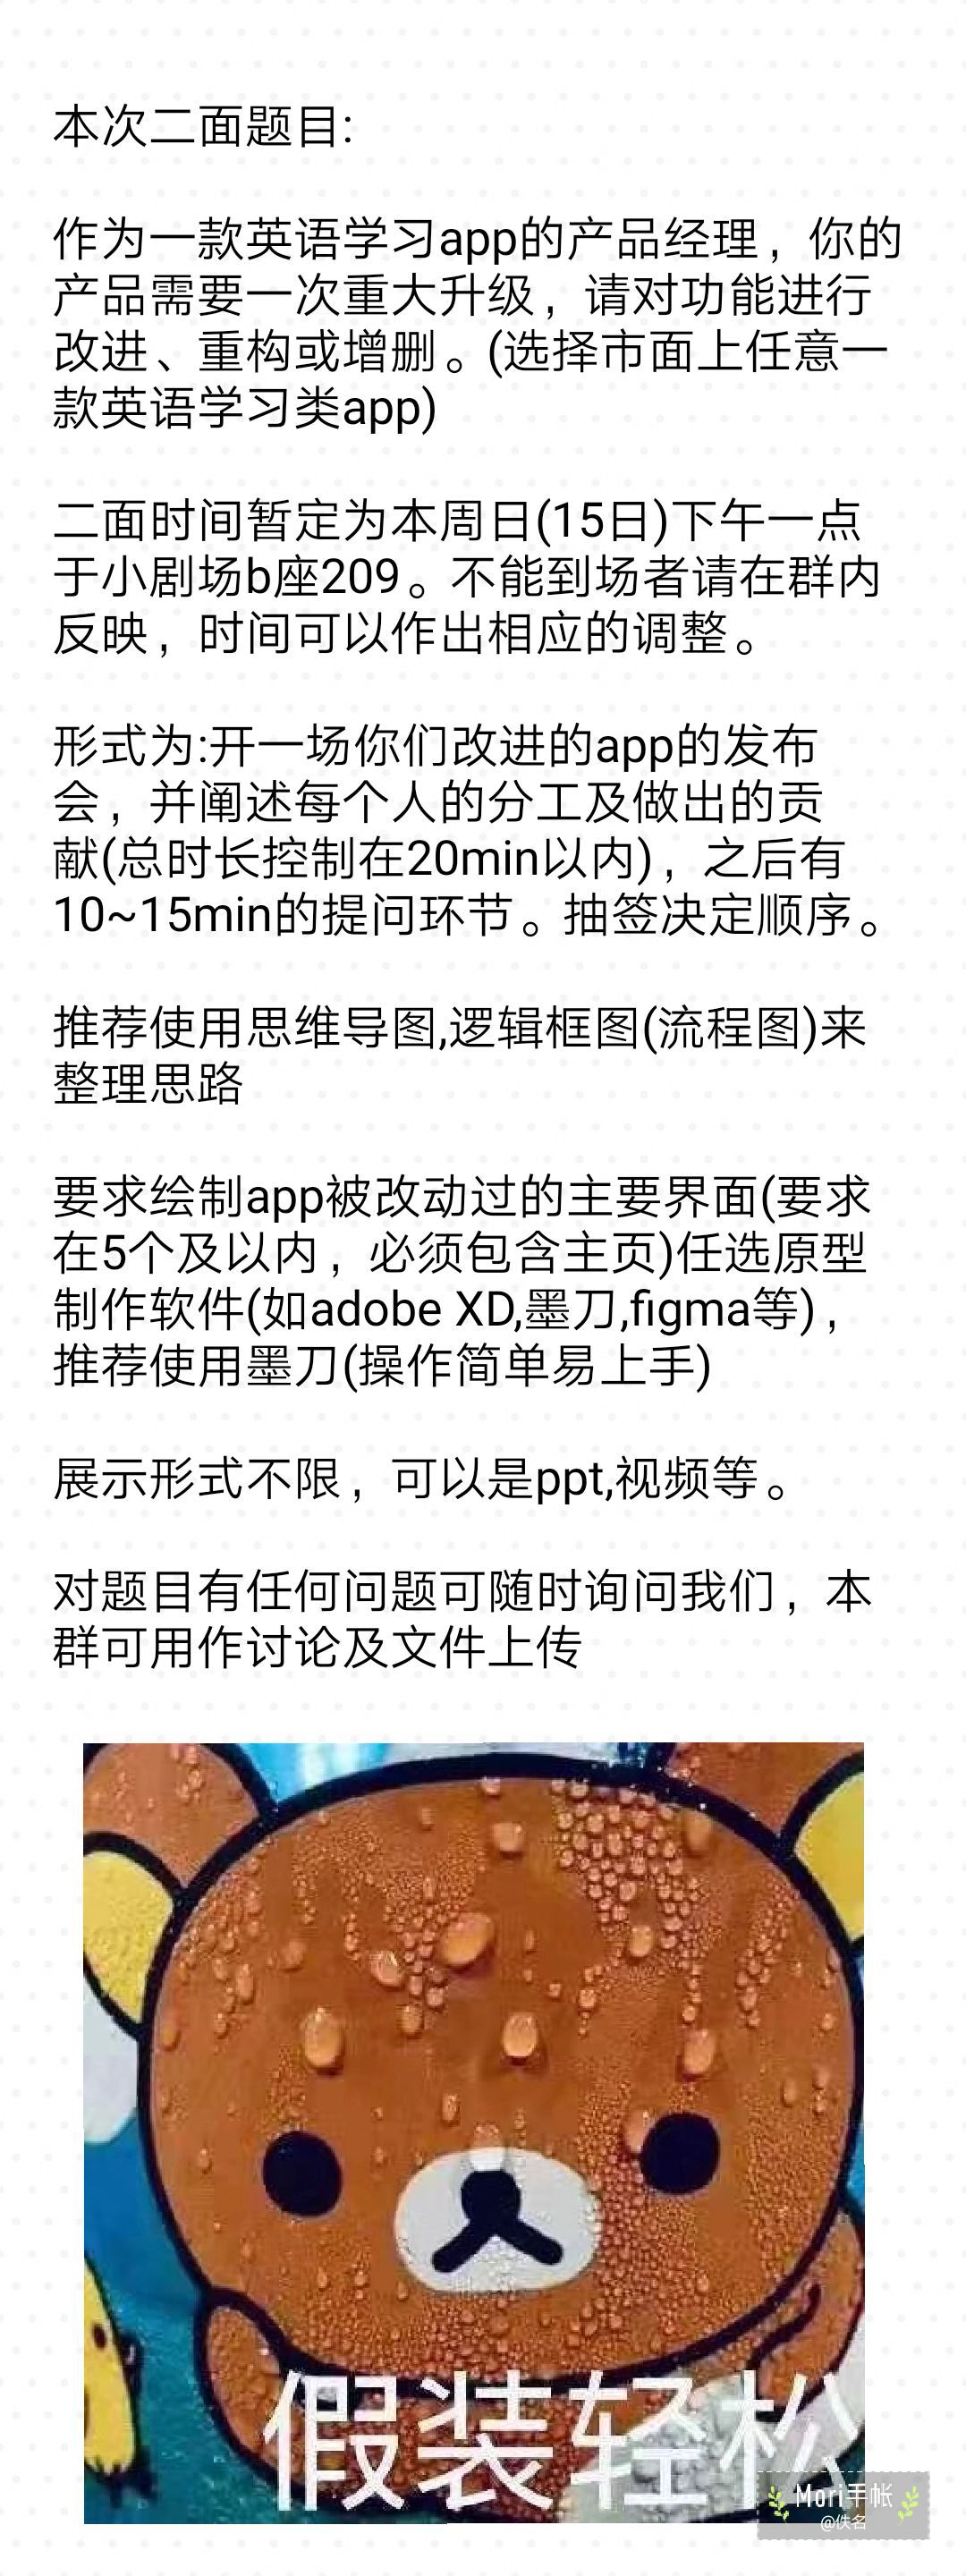 本次二面题目:
作为一款英语学习app的产品经理，你的
产品需要一次重大升级，请对功能进行
改进、重构或增删。(选择市面上任意一
款英语学习类app)
二面时间暂定为本周日(15日)下午一点
于小剧场b座209。不能到场者请在群内
反映，时间可以作出相应的调整。
形式为:开一场你们改进的app的发布
会，并阐述每个人的分工及做出的贡
献(总时长控制在20min以内)，之后有
10~15min的提问环节。抽签决定顺序。
推荐使用思维导图,逻辑框图(流程图)来
整理思路
要求绘制app被改动过的主要界面(要求
在5个及以内，必须包含主页)任选原型
制作软件(如adobe XD,墨刀,figma等)，
推荐使用墨刀(操作简单易上手)
展示形式不限，可以是ppt,视频等。
对题目有任何问题可随时询问我们，本
群可用作讨论及文件上传
假装轻松
Mori手帐
@佚名